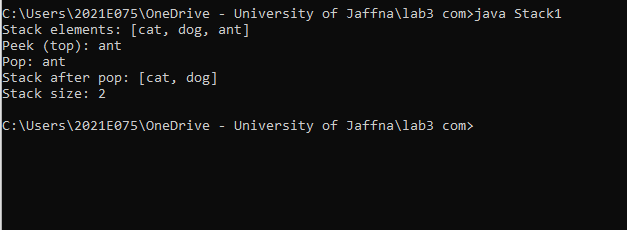 C:\Users\2021E075\OneDrive - University of Jaffna\lab3 com>java Stack1
Stack elements: [cat, dog, ant]
Peek (top): ant
Pop: ant
Stack after pop: [cat, dog]
Stack size: 2
C:\Users\2021E075\OneDrive - University of Jaffna\lab3 com>